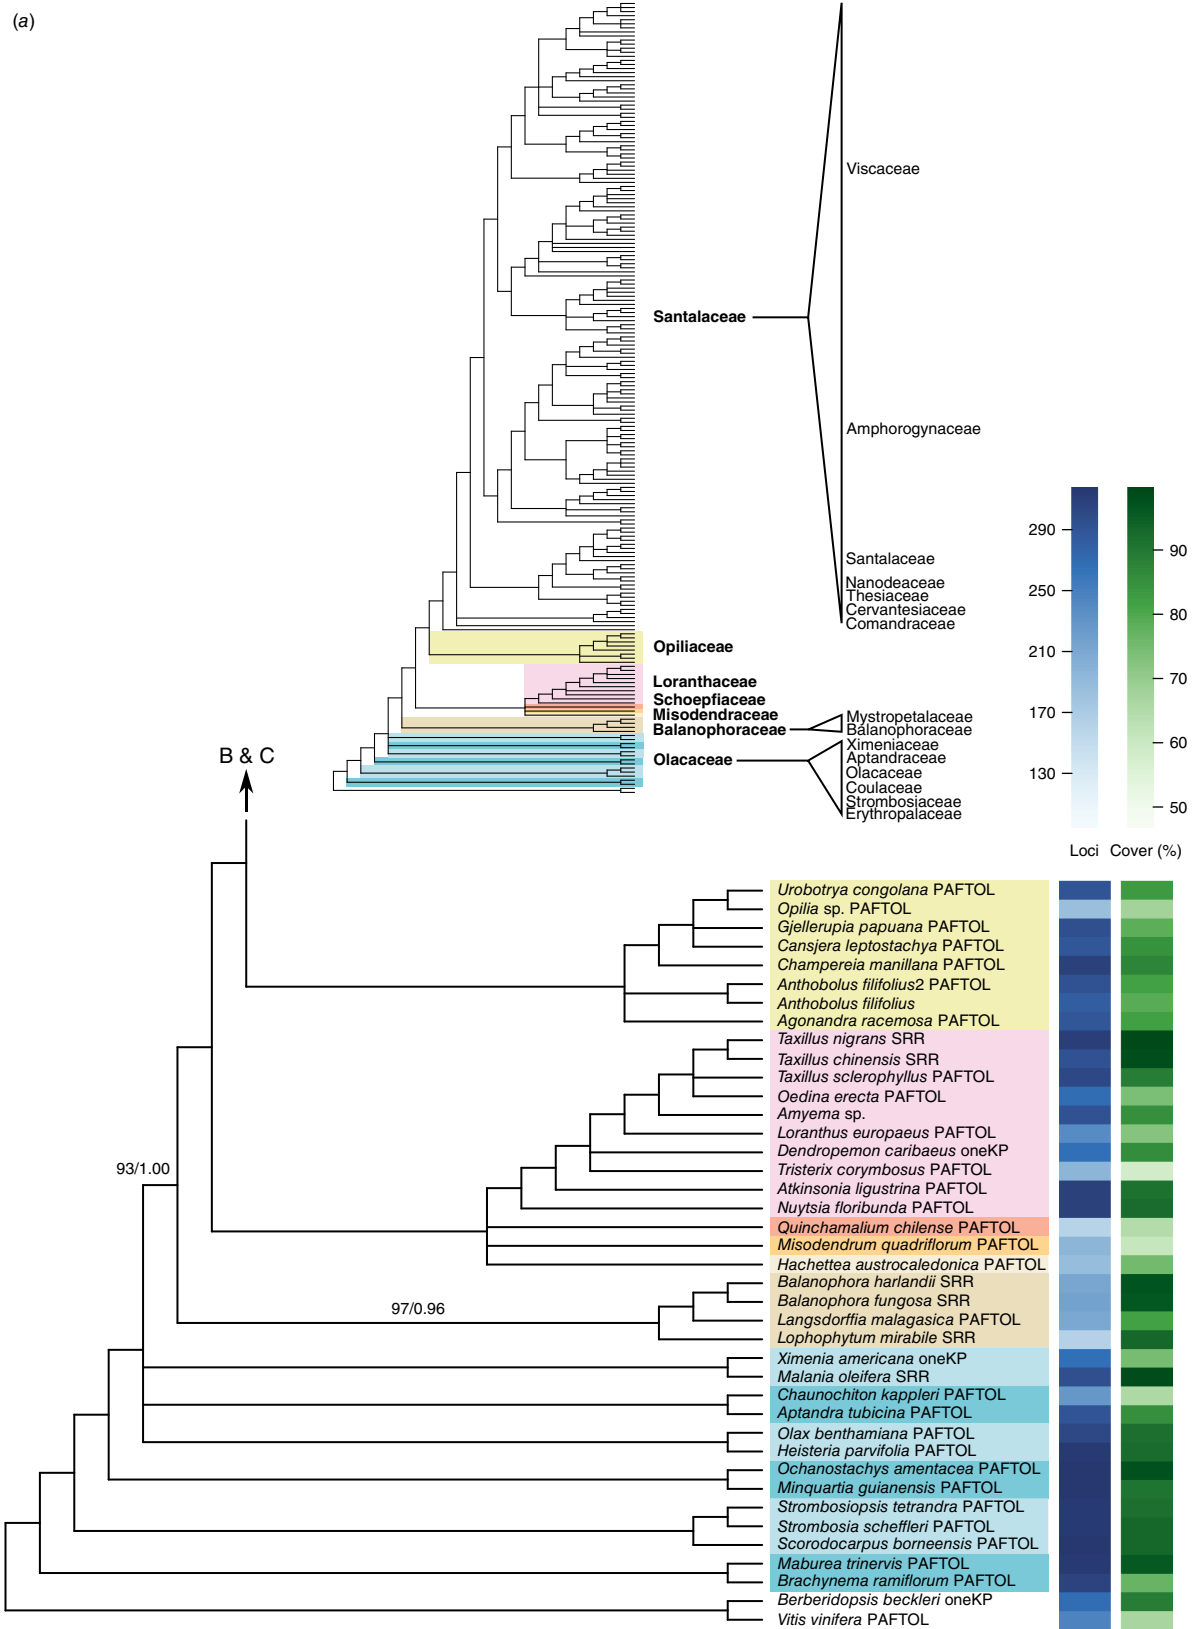 (a)
Viscaceae
Santalaceae
Amphorogynaceae
Santalaceae
Nanodeaceae
Thesiaceae
Cervantesiaceae
Comandraceae
Opiliaceae
Loranthaceae
Schoepfiaceae
Misodendraceae
Balanophoraceae
Mystropetalaceae
Balanophoraceae
Olacaceae
Ximeniaceae
Aptandraceae
Olacaceae
Coulaceae
Strombosiaceae
Erythropalaceae
290
250
210
170
130
90
80
70
60
50
Loci Cover (%)
B & C
93/1.00
97/0.96
Urobotrya congolana PAFTOL
Opilia sp. PAFTOL
Gjellerupia papuana PAFTOL
Cansjera leptostachya PAFTOL
Champereia manillana PAFTOL
Anthobolus filifolius2 PAFTOL
Anthobolus filifolius
Agonandra racemosa PAFTOL
Taxillus nigrans SRR
Taxillus chinensis SRR
Taxillus sclerophyllus PAFTOL
Oedina erecta PAFTOL
Amyema sp.
Loranthus europaeus PAFTOL
Dendropemon caribaeus oneKP
Tristerix corymbosus PAFTOL
Atkinsonia ligustrina PAFTOL
Nuytsia floribunda PAFTOL
Quinchamalium chilense PAFTOL
Misodendrum quadriflorum PAFTOL
Hachettea austrocaledonica PAFTOL
Balanophora harlandii SRR
Balanophora fungosa SRR
Langsdorffia malagasica PAFTOL
Lophophytum mirabile SRR
Ximenia americana oneKP
Malania oleifera SRR
Chaunochiton kappleri PAFTOL
Aptandra tubicina PAFTOL
Olax benthamiana PAFTOL
Heisteria parvifolia PAFTOL
Ochanostachys amentacea PAFTOL
Minquartia guianensis PAFTOL
Strombosiopsis tetrandra PAFTOL
Strombosia scheffleri PAFTOL
Scorodocarpus borneensis PAFTOL
Maburea trinervis PAFTOL
Brachynema ramiflorum PAFTOL
Berberidopsis beckleri oneKP
Vitis vinifera PAFTOL